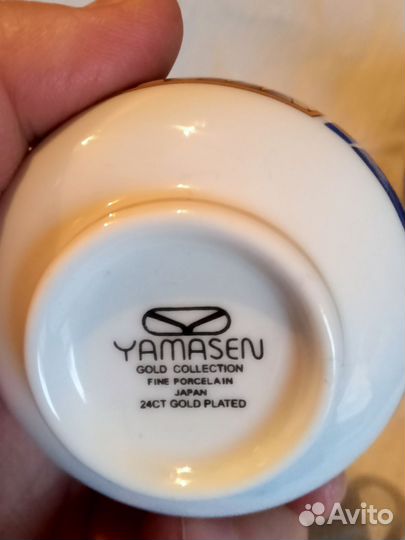 YAMASEN
GOLD COLLECTION
FINE PORCELAIN
JAPAN
24CT GOLD PLATED
Avito